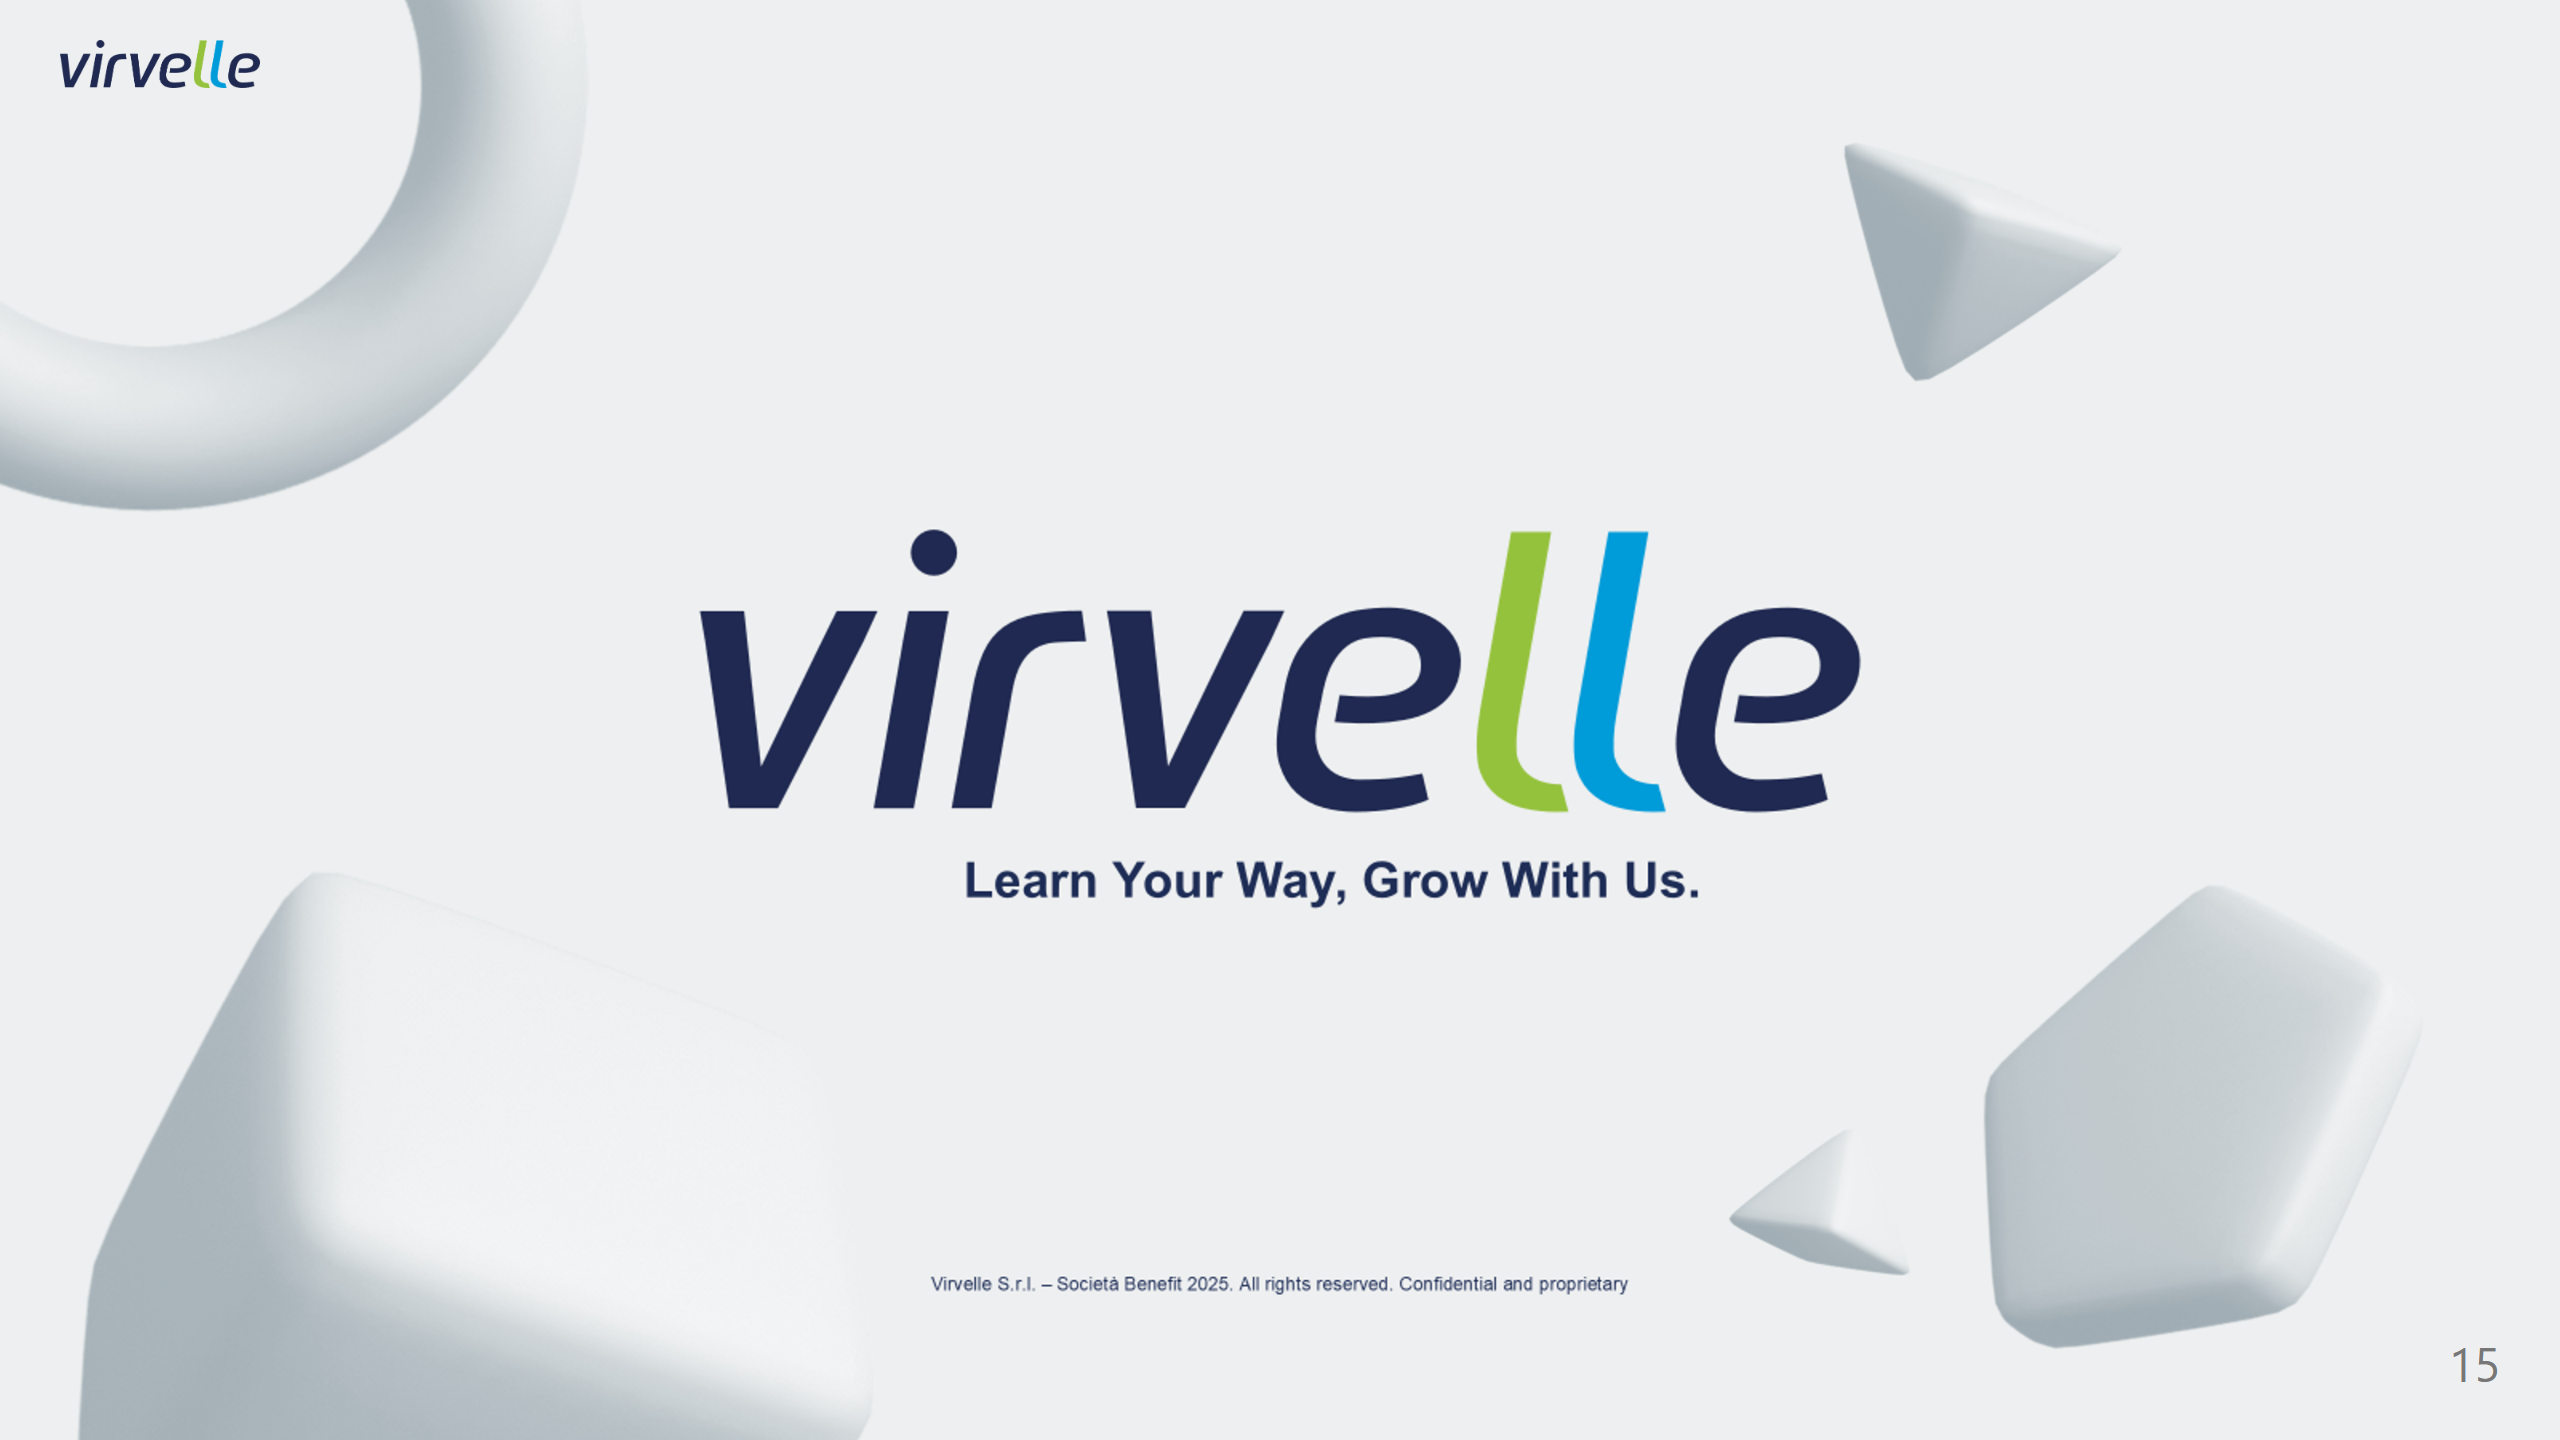 virvelle
virvelle
Learn Your Way, Grow With Us.
Virvelle S.r.l. – Società Benefit 2025. All rights reserved. Confidential and proprietary
15